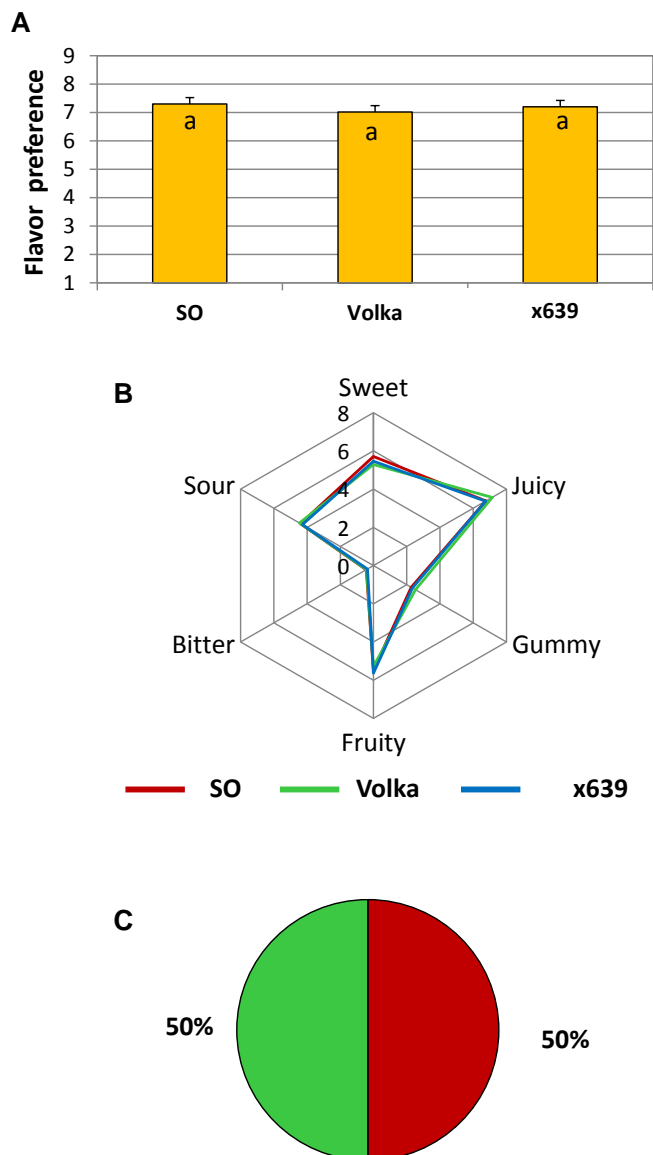 A
Flavor preference
9
8
7
6
5
4
3
2
1
a
a
a
SO Volka x639
B
Sweet
8
6
4
2
0
Sour
Juicy
Bitter
Gummy
Fruity
SO Volka x639
C
50%
50%